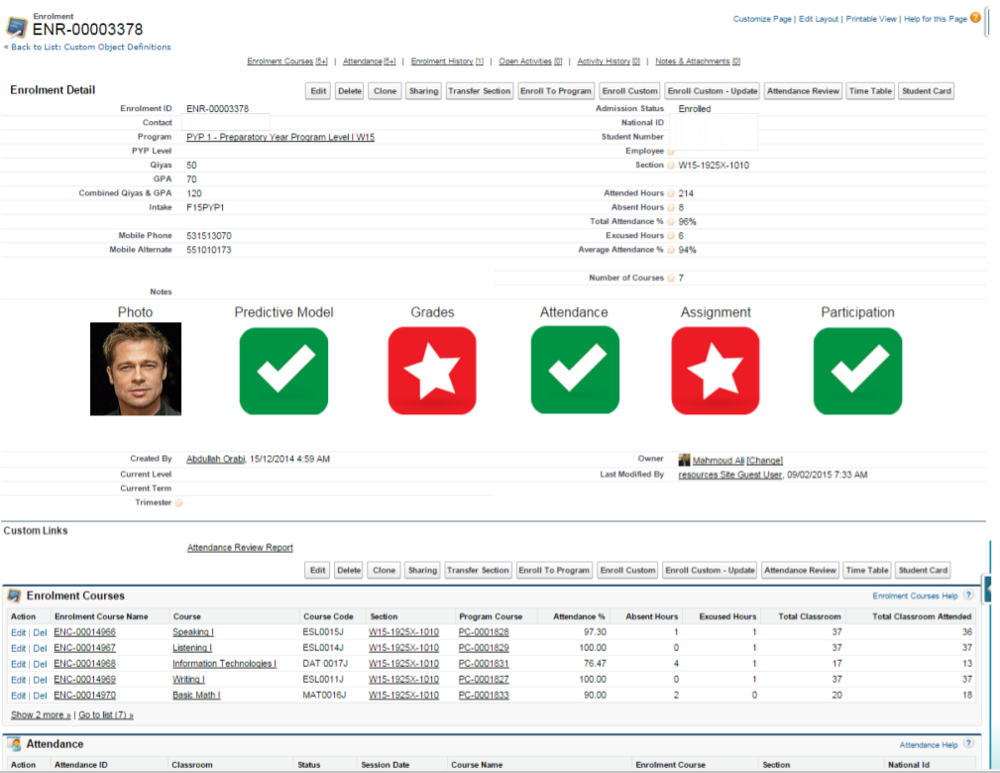 Enrolment
ENR-00003378
Customize Page | Edit Layout | Printable View | Help for this Page ?
« Back to List: Custom Object Definitions
Enrolment Courses [5+] | Attendance [5+] | Enrolment History [1] | Open Activities [0] | Activity History [0] | Notes & Attachments [0]
Enrolment Detail Edit Delete Clone Sharing Transfer Section Enroll To Program Enroll Custom Enroll Custom - Update Attendance Review Time Table Student Card
Enrolment ID ENR-00003378 Admission Status Enrolled
Contact National ID
Program PYP 1 - Preparatory Year Program Level I W15 Student Number
PYP Level Employee
Qiyas 50 Section W15-1925X-1010
GPA 70
Combined Qiyas & GPA 120 Attended Hours 214
Intake F15PYP1 Absent Hours 8
Total Attendance % 96%
Mobile Phone 531513070 Excused Hours 6
Mobile Alternate 551010173 Average Attendance % 94%
Number of Courses 7
Notes
Photo Predictive Model Grades Attendance Assignment Participation
Created By Abdullah Orabi, 15/12/2014 4:59 AM Owner Mahmoud Ali [Change]
Current Level Last Modified By resources Site Guest User, 09/02/2015 7:33 AM
Current Term
Trimester
Custom Links
Attendance Review Report
Edit Delete Clone Sharing Transfer Section Enroll To Program Enroll Custom Enroll Custom - Update Attendance Review Time Table Student Card
Enrolment Courses Enrolment Courses Help ?
Action Enrolment Course Name Course Course Code Section Program Course Attendance % Absent Hours Excused Hours Total Classroom Total Classroom Attended
Edit | Del ENC-00014966 Speaking I ESL0015J W15-1925X-1010 PC-0001828 97.30 1 1 37 36
Edit | Del ENC-00014967 Listening I ESL0014J W15-1925X-1010 PC-0001829 100.00 0 1 37 37
Edit | Del ENC-00014968 Information Technologies I DAT 0017J W15-1925X-1010 PC-0001831 76.47 4 1 17 13
Edit | Del ENC-00014969 Writing I ESL0011J W15-1925X-1010 PC-0001827 100.00 0 1 37 37
Edit | Del ENC-00014970 Basic Math I MAT0016J W15-1925X-1010 PC-0001833 90.00 2 0 20 18
Show 2 more » | Go to list (7) »
Attendance Attendance Help ?
Action Attendance ID Classroom Status Session Date Course Name Enrolment Course Section National Id